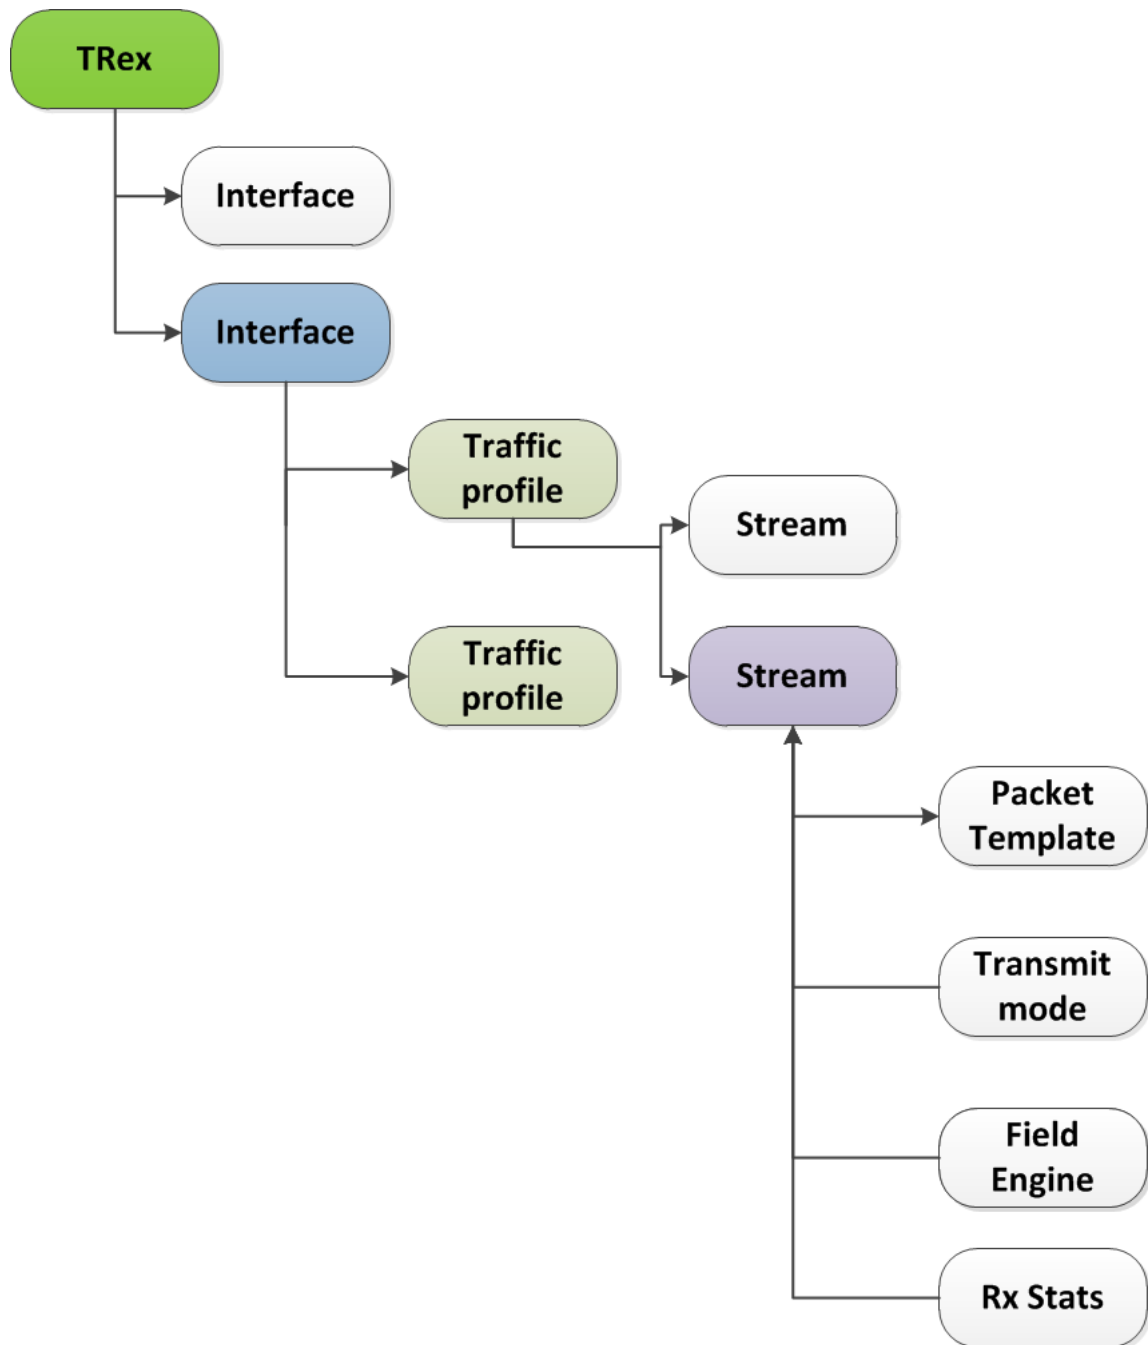 TRex
Interface
Interface
Traffic
profile
Stream
Traffic
profile
Stream
Packet
Template
Transmit
mode
Field
Engine
Rx Stats